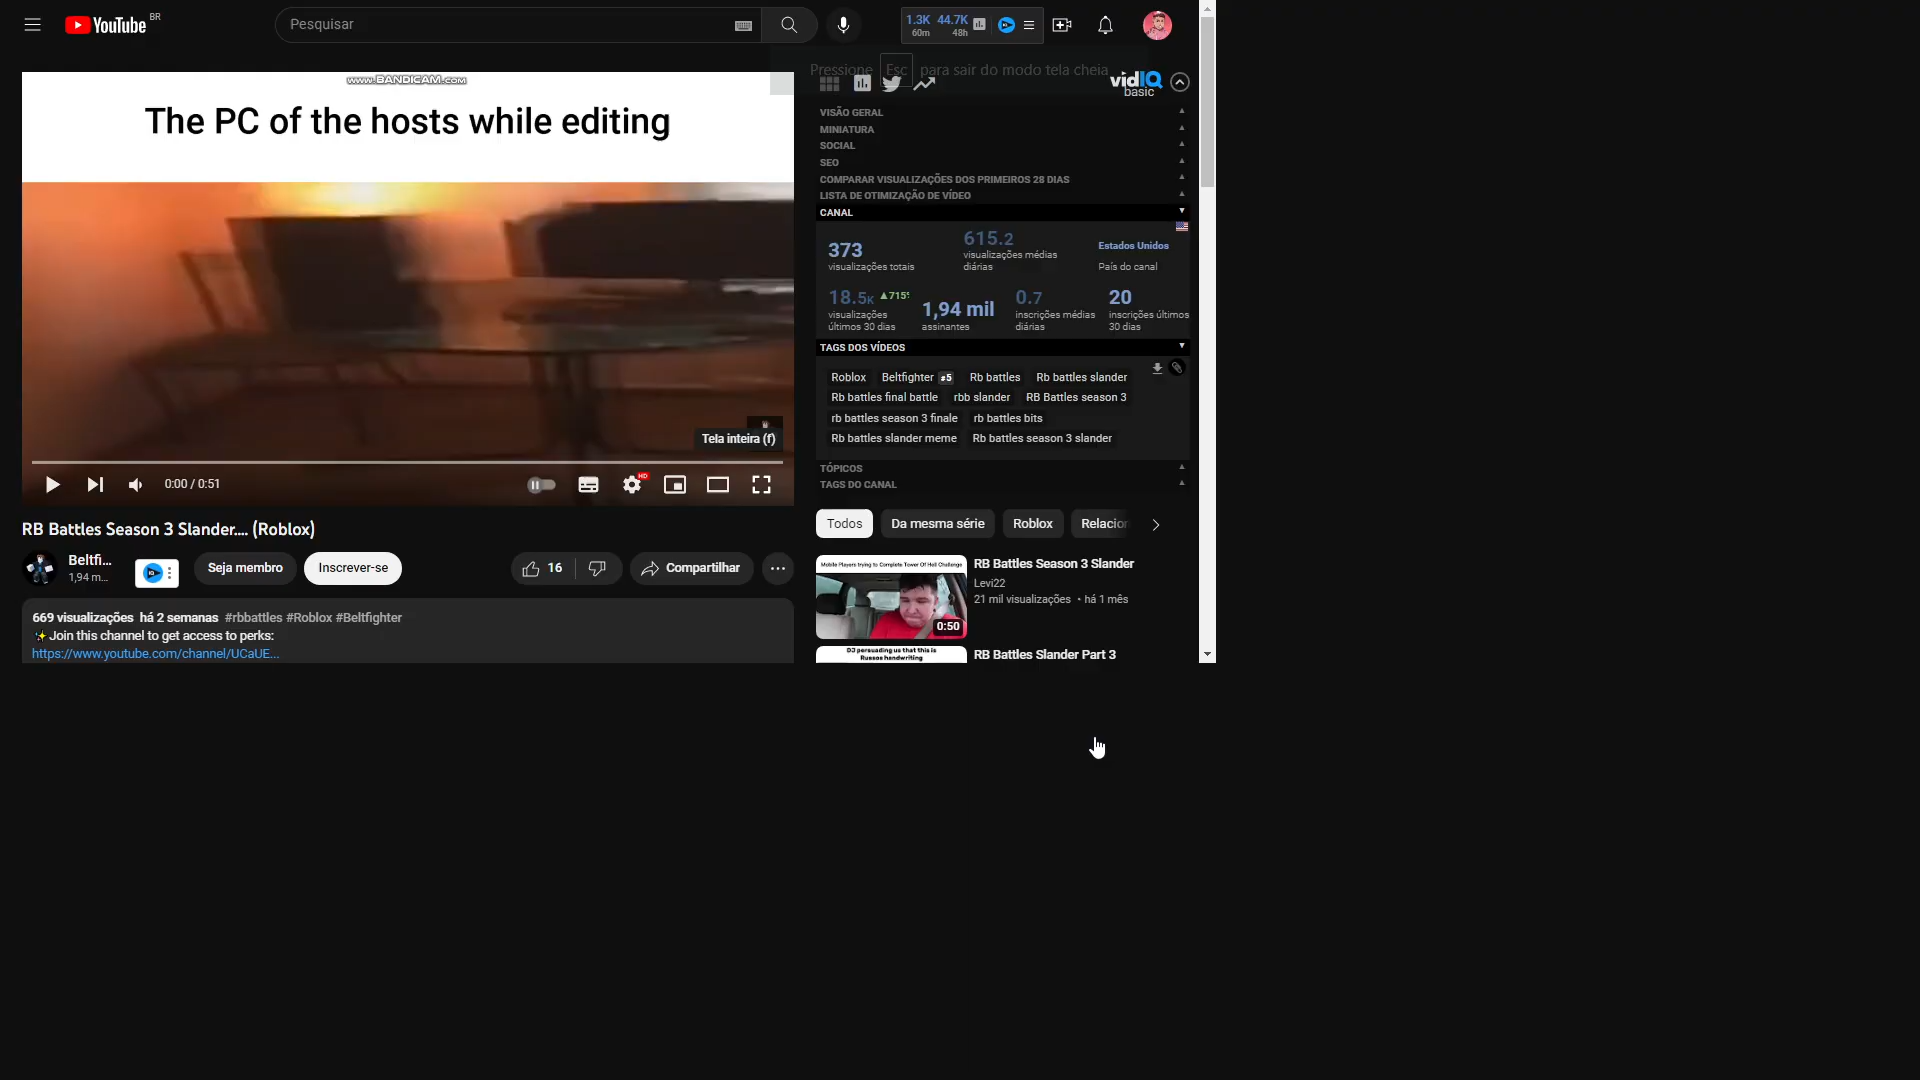 YouTube BR
Pesquisar
1.3K 44.7K
60m 48h
Pressione Esc para sair do modo tela cheia
vidIQ
basic
www.BANDICAM.com
The PC of the hosts while editing
Tela inteira (f)
0:00 / 0:51
HD
RB Battles Season 3 Slander.... (Roblox)
Beltfi...
1,94 m...
Seja membro
Inscrever-se
16
Compartilhar
669 visualizações há 2 semanas #rbbattles #Roblox #Beltfighter
✨Join this channel to get access to perks:
https://www.youtube.com/channel/UCaUE...
VISÃO GERAL
MINIATURA
SOCIAL
SEO
COMPARAR VISUALIZAÇÕES DOS PRIMEIROS 28 DIAS
LISTA DE OTIMIZAÇÃO DE VÍDEO
CANAL
373
visualizações totais
615.2
visualizações médias
diárias
Estados Unidos
País do canal
18.5K ▲715%
visualizações
últimos 30 dias
1,94 mil
assinantes
0.7
inscrições médias
diárias
20
inscrições últimos
30 dias
TAGS DOS VÍDEOS
Roblox Beltfighter #5 Rb battles Rb battles slander
Rb battles final battle rbb slander RB Battles season 3
rb battles season 3 finale rb battles bits
Rb battles slander meme Rb battles season 3 slander
TÓPICOS
TAGS DO CANAL
Todos Da mesma série Roblox Relacion
Mobile Players trying to Complete Tower Of Hell Challenge
0:50
RB Battles Season 3 Slander
Levi22
21 mil visualizações • há 1 mês
DJ persuading us that this is
Russos handwriting
RB Battles Slander Part 3